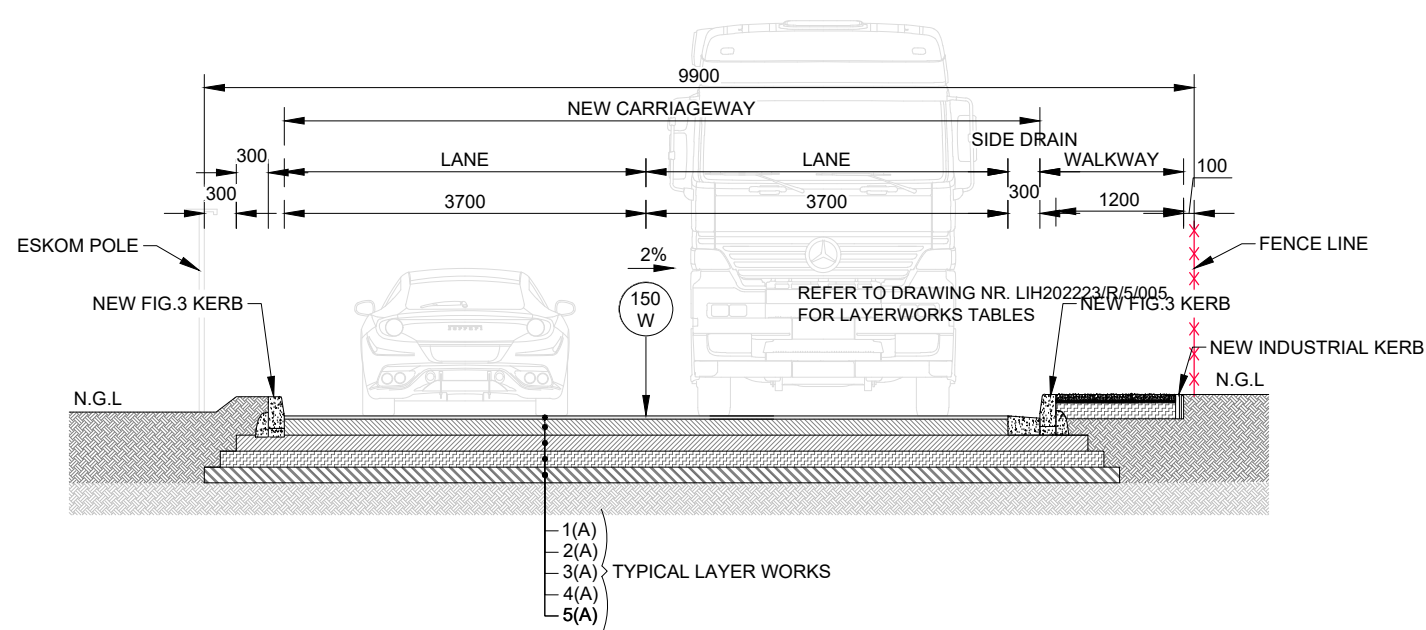 9900
NEW CARRIAGEWAY
SIDE DRAIN
300
LANE
LANE
WALKWAY
100
300
3700
3700
300
1200
ESKOM POLE
2%
FENCE LINE
NEW FIG.3 KERB
150
W
REFER TO DRAWING NR. LIH202223/R/5/005
FOR LAYERWORKS TABLES
NEW FIG.3 KERB
NEW INDUSTRIAL KERB
N.G.L
N.G.L
FERRARI
1(A)
2(A)
3(A)
4(A)
5(A)
TYPICAL LAYER WORKS